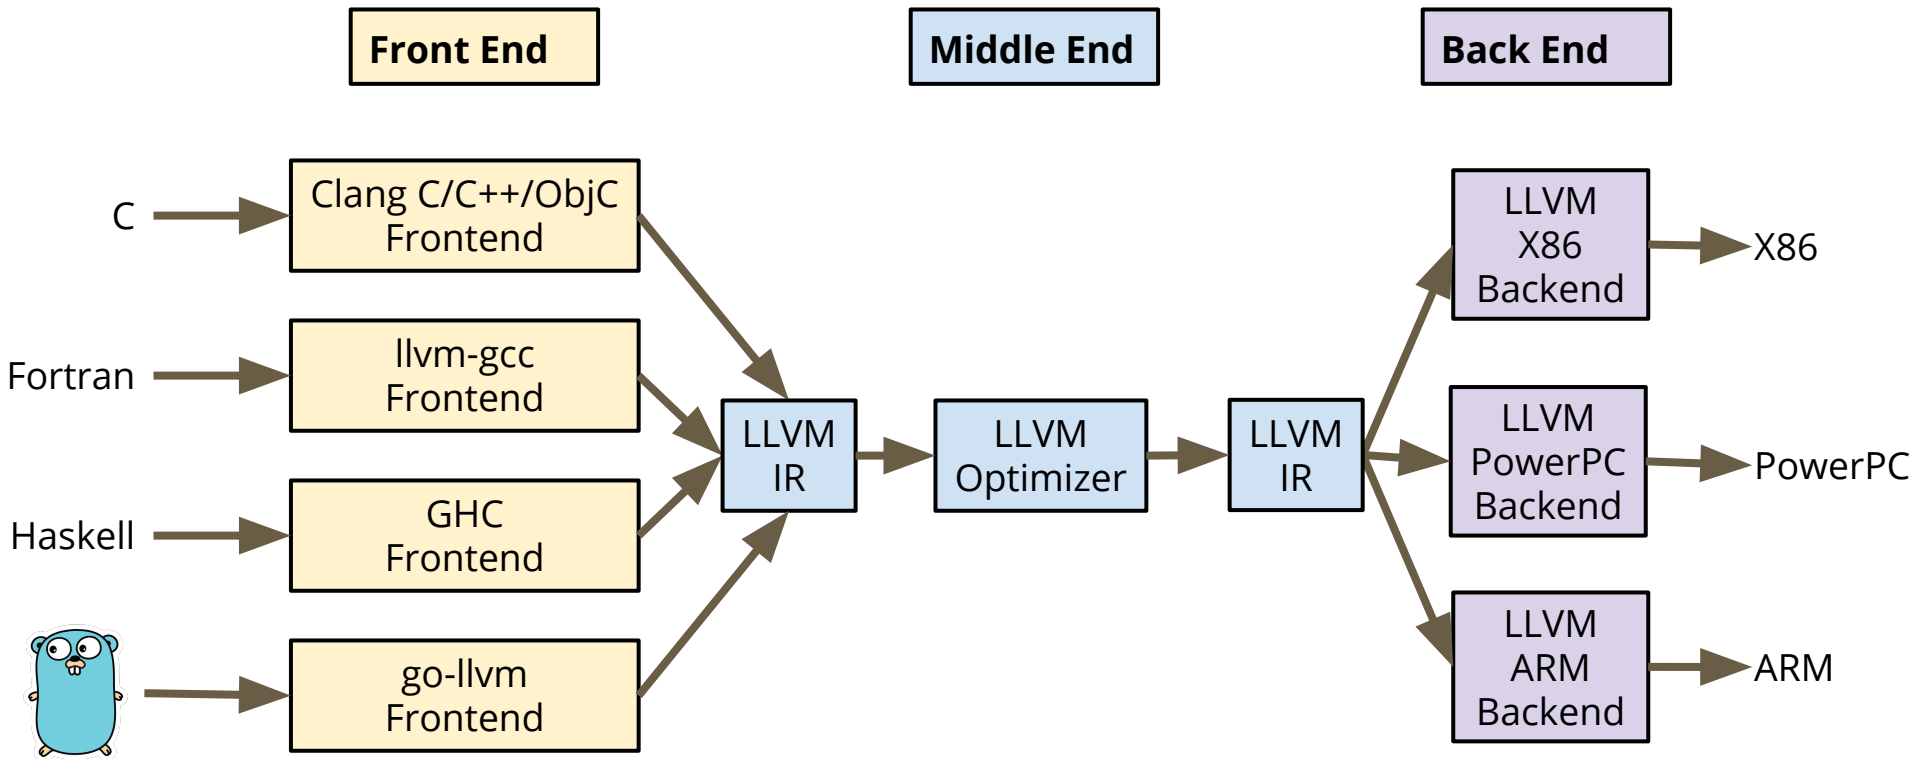 Front End
Middle End
Back End
C
Clang C/C++/ObjC
Frontend
Fortran
llvm-gcc
Frontend
Haskell
GHC
Frontend
go-llvm
Frontend
LLVM
IR
LLVM
Optimizer
LLVM
IR
LLVM
X86
Backend
X86
LLVM
PowerPC
Backend
PowerPC
LLVM
ARM
Backend
ARM